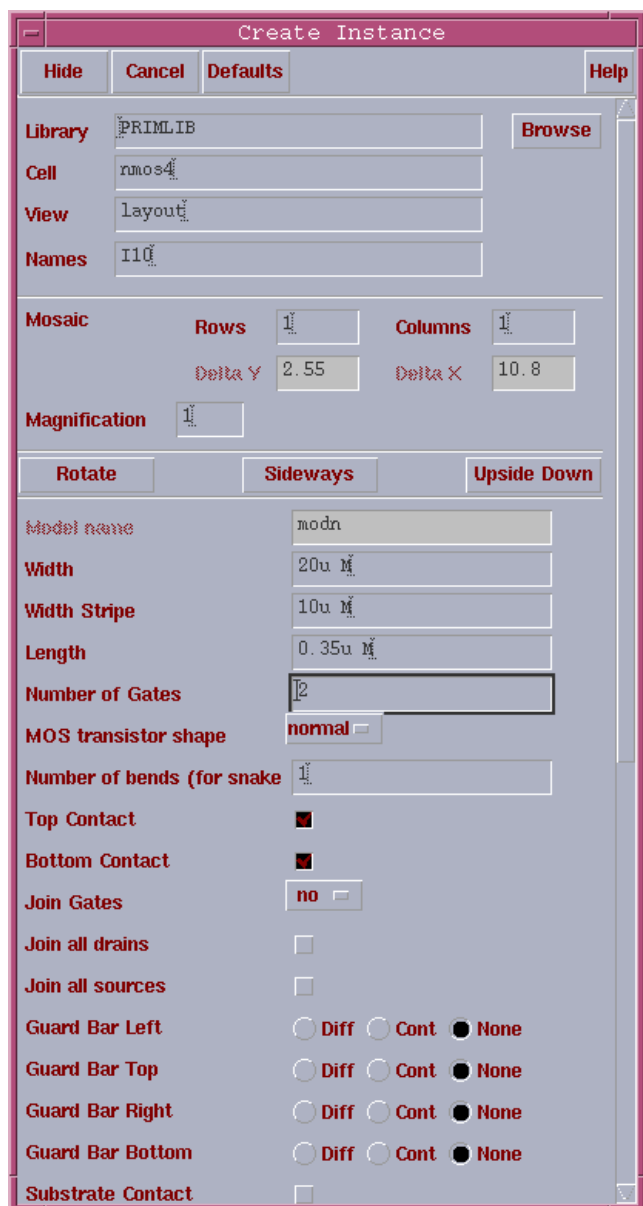 Create Instance
Hide Cancel Defaults Help
Library PRIMLIB Browse
Cell nmos4
View layout
Names I10
Mosaic Rows 1 Columns 1
Delta Y 2.55 Delta X 10.8
Magnification 1
Rotate Sideways Upside Down
Model name modn
Width 20u M
Width Stripe 10u M
Length 0.35u M
Number of Gates 2
MOS transistor shape normal
Number of bends (for snake 1
Top Contact
Bottom Contact
Join Gates no
Join all drains
Join all sources
Guard Bar Left Diff Cont None
Guard Bar Top Diff Cont None
Guard Bar Right Diff Cont None
Guard Bar Bottom Diff Cont None
Substrate Contact